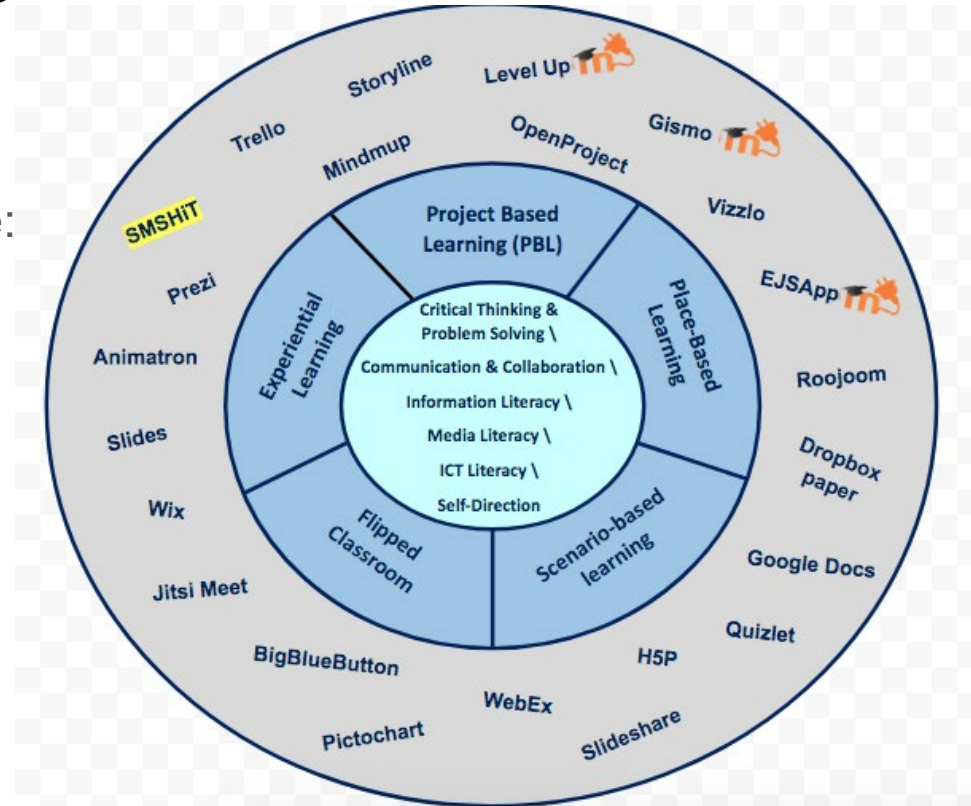 Storyline
Level Up
Trello
Mindmup
OpenProject
Gismo
SMSHiT
Vizzlo
e:
Project Based
Learning (PBL)
Prezi
EJSApp
Experiential
Learning
Place-Based
Learning
Critical Thinking &
Problem Solving \
Communication & Collaboration \
Information Literacy \
Media Literacy \
ICT Literacy \
Self-Direction
Animatron
Roojoom
Slides
Dropbox
paper
Wix
Flipped
Classroom
Scenario-based
learning
Google Docs
Jitsi Meet
Quizlet
BigBlueButton
H5P
WebEx
Pictochart
Slideshare